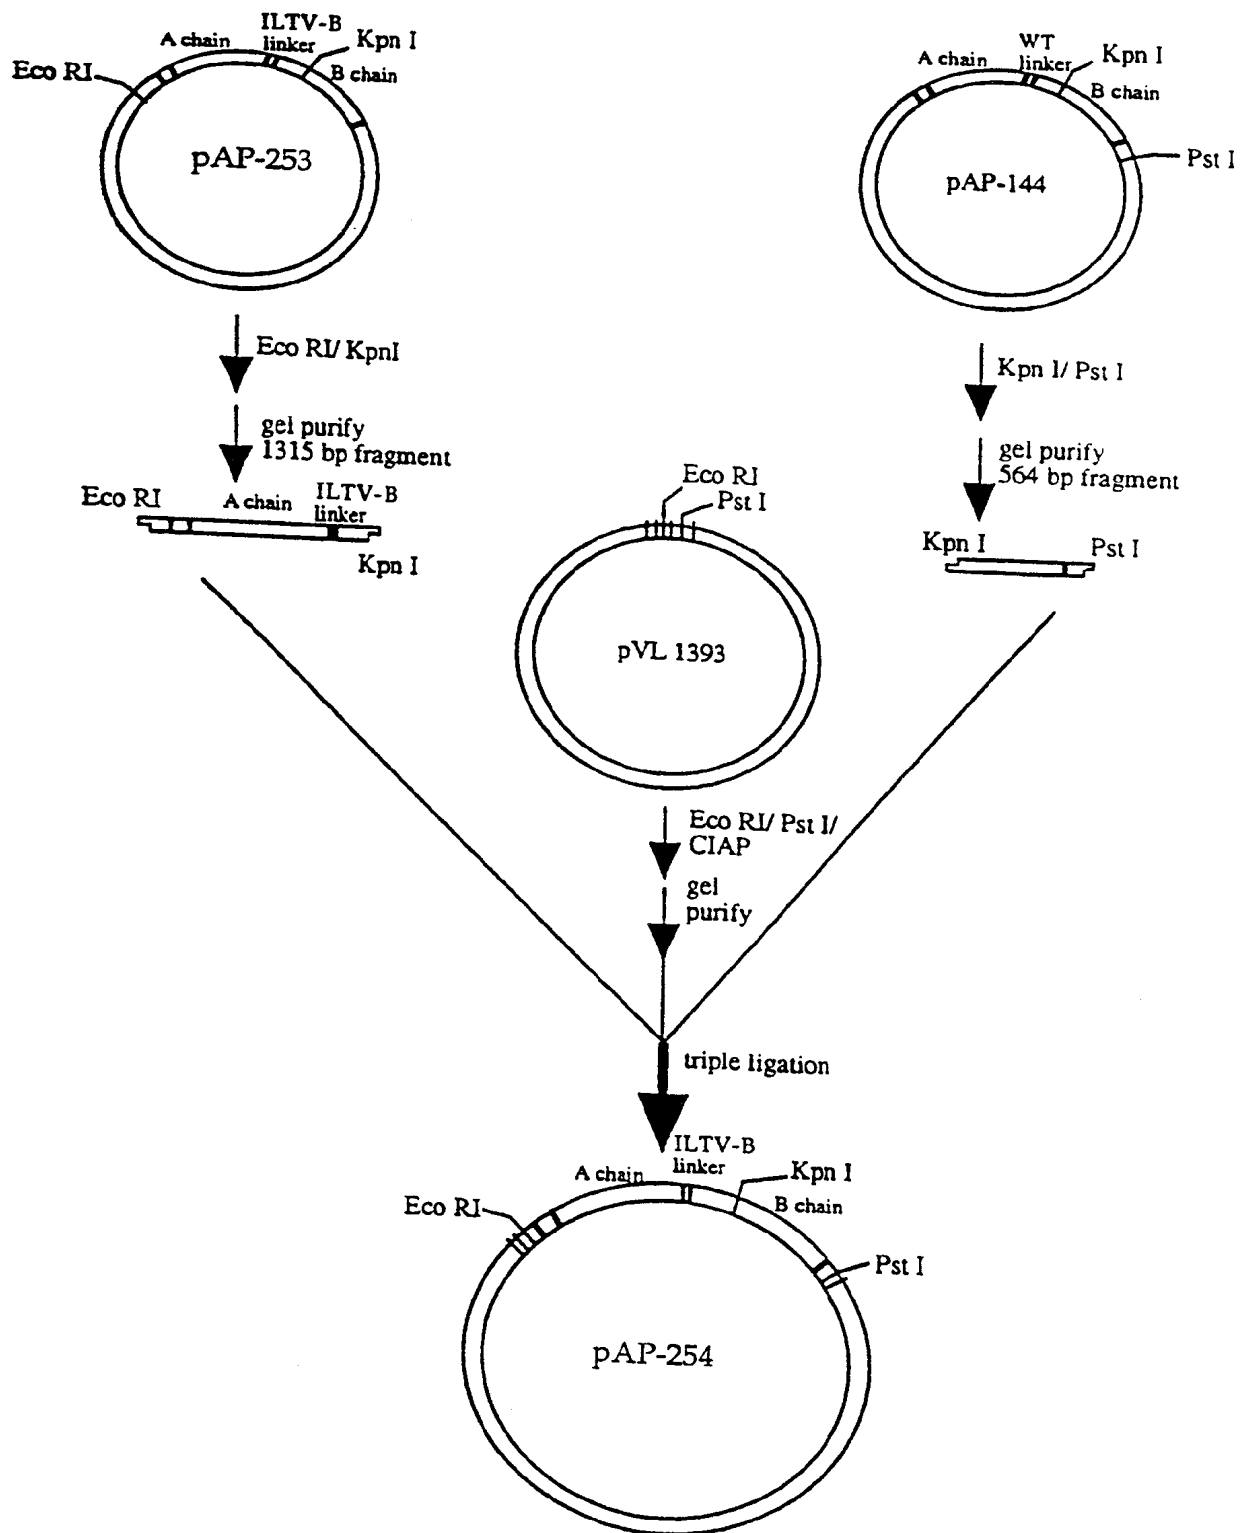 ILTV-B
linker
A chain
Kpn I
Eco RI
B chain
pAP-253
WT
linker
A chain
Kpn I
B chain
Pst I
pAP-144
Eco RI/ KpnI
gel purify
1315 bp fragment
Eco RI
A chain
ILTV-B
linker
Kpn I
Kpn I/ Pst I
gel purify
564 bp fragment
Kpn I
Pst I
Eco RI
Pst I
pVL 1393
Eco RI/ Pst I/
CIAP
gel
purify
triple ligation
ILTV-B
linker
A chain
Kpn I
Eco RI
B chain
Pst I
pAP-254